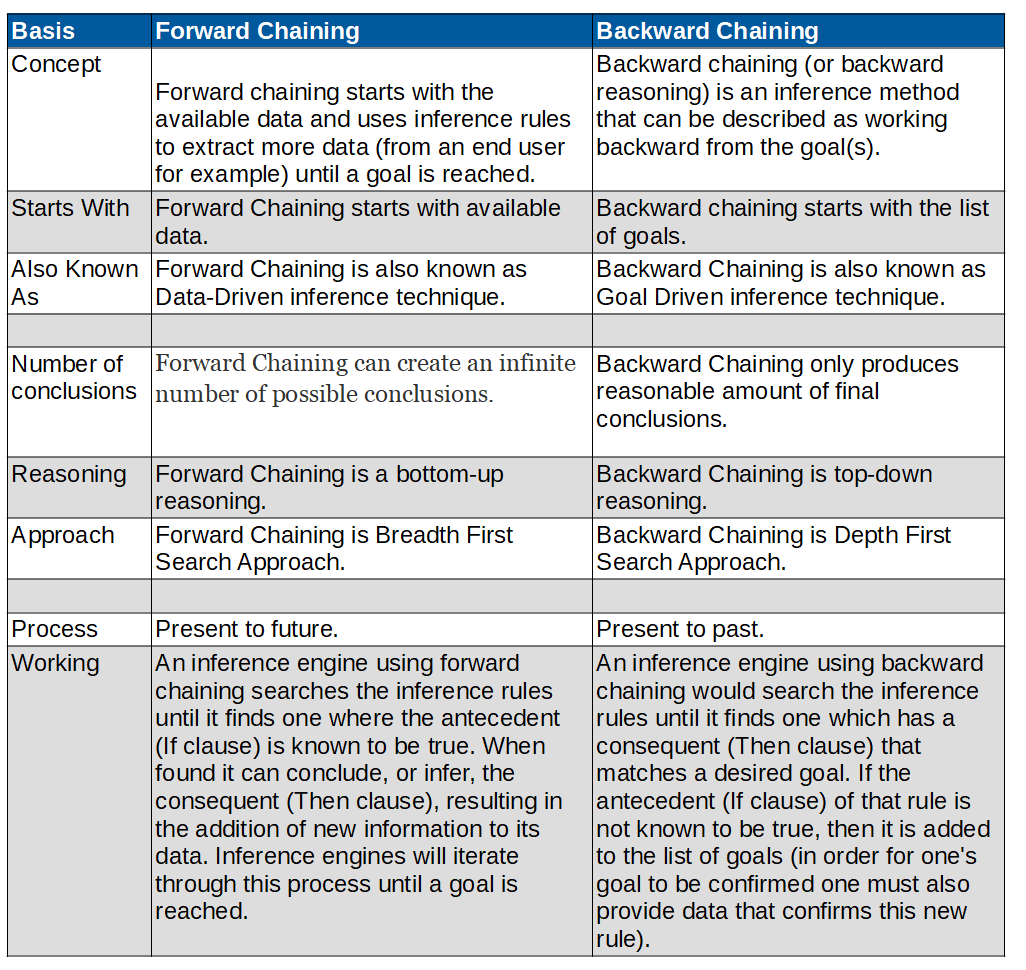 Basis Forward Chaining Backward Chaining
Concept
Forward chaining starts with the
available data and uses inference rules
to extract more data (from an end user
for example) until a goal is reached.
Backward chaining (or backward
reasoning) is an inference method
that can be described as working
backward from the goal(s).
Starts With
Forward Chaining starts with available
data.
Backward chaining starts with the list
of goals.
Also Known
As
Forward Chaining is also known as
Data-Driven inference technique.
Backward Chaining is also known as
Goal Driven inference technique.
Number of
conclusions
Forward Chaining can create an infinite
number of possible conclusions.
Backward Chaining only produces
reasonable amount of final
conclusions.
Reasoning
Forward Chaining is a bottom-up
reasoning.
Backward Chaining is top-down
reasoning.
Approach
Forward Chaining is Breadth First
Search Approach.
Backward Chaining is Depth First
Search Approach.
Process
Present to future.
Present to past.
Working
An inference engine using forward
chaining searches the inference rules
until it finds one where the antecedent
(If clause) is known to be true. When
found it can conclude, or infer, the
consequent (Then clause), resulting in
the addition of new information to its
data. Inference engines will iterate
through this process until a goal is
reached.
An inference engine using backward
chaining would search the inference
rules until it finds one which has a
consequent (Then clause) that
matches a desired goal. If the
antecedent (If clause) of that rule is
not known to be true, then it is added
to the list of goals (in order for one's
goal to be confirmed one must also
provide data that confirms this new
rule).